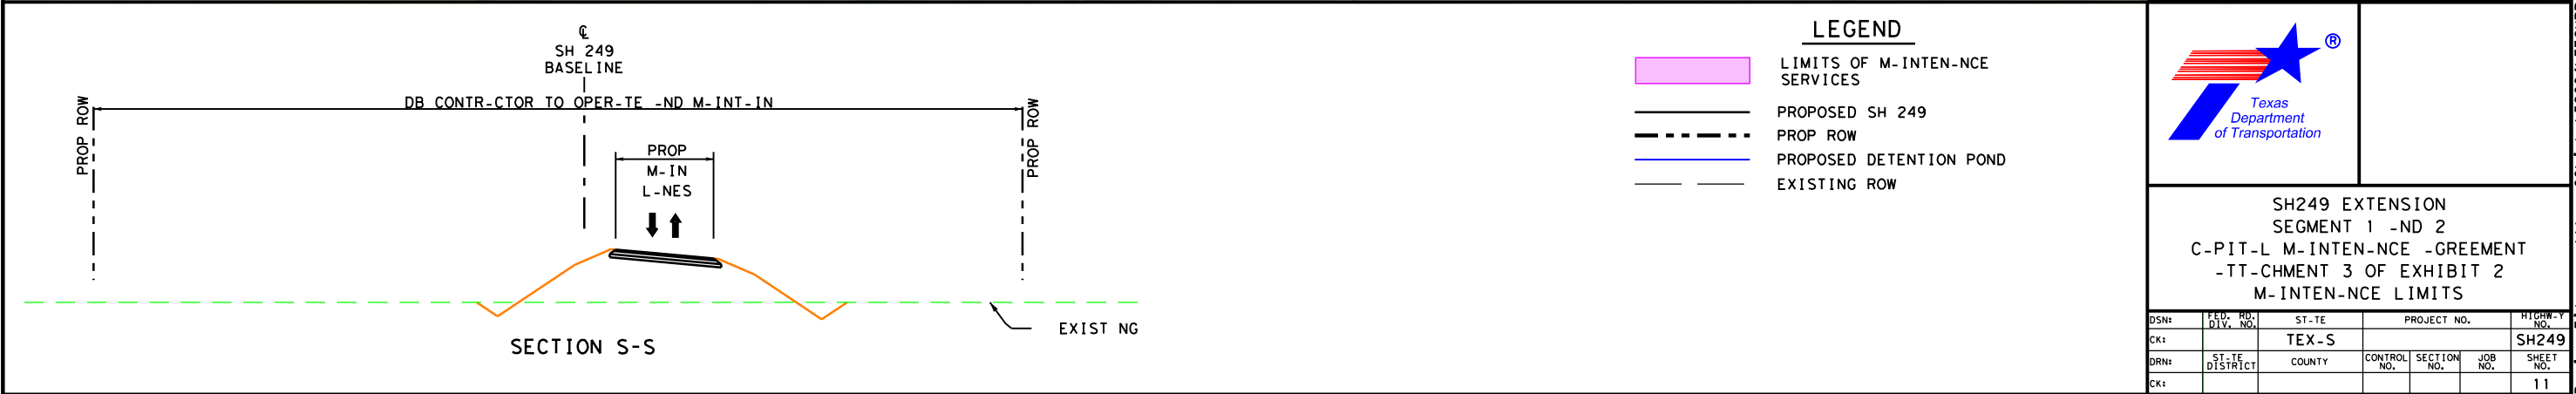 ℄
SH 249
BASELINE
PROP ROW
DB CONTR-CTOR TO OPER-TE -ND M-INT-IN
PROP ROW
PROP
M-IN
L-NES
EXIST NG
SECTION S-S
LEGEND
LIMITS OF M-INTEN-NCE
SERVICES
PROPOSED SH 249
PROP ROW
PROPOSED DETENTION POND
EXISTING ROW
®
Texas
Department
of Transportation
SH249 EXTENSION
SEGMENT 1 -ND 2
C-PIT-L M-INTEN-NCE -GREEMENT
-TT-CHMENT 3 OF EXHIBIT 2
M-INTEN-NCE LIMITS
DSN:
FED. RD.
DIV. NO.
ST-TE
PROJECT NO.
HIGHW-Y
NO.
CK:
TEX-S
SH249
DRN:
ST-TE
DISTRICT
COUNTY
CONTROL
NO.
SECTION
NO.
JOB
NO.
SHEET
NO.
CK:
11